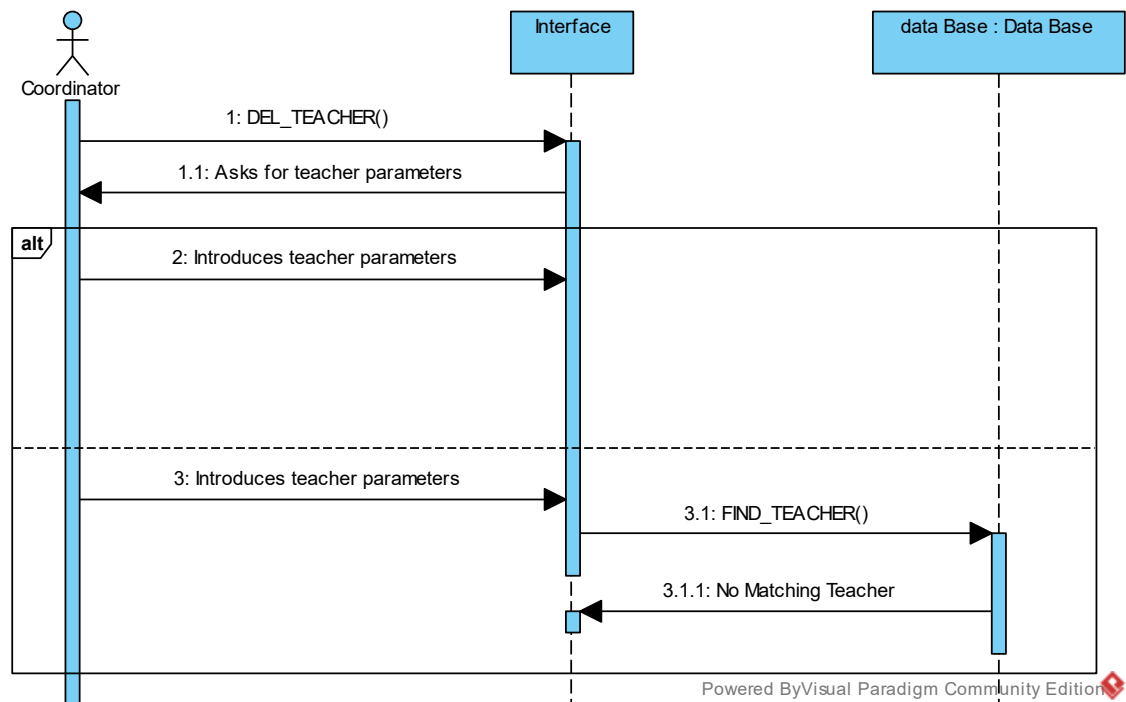 Interface
data Base : Data Base
Coordinator
1: DEL_TEACHER()
1.1: Asks for teacher parameters
alt
2: Introduces teacher parameters
3: Introduces teacher parameters
3.1: FIND_TEACHER()
3.1.1: No Matching Teacher
Powered ByVisual Paradigm Community Edition